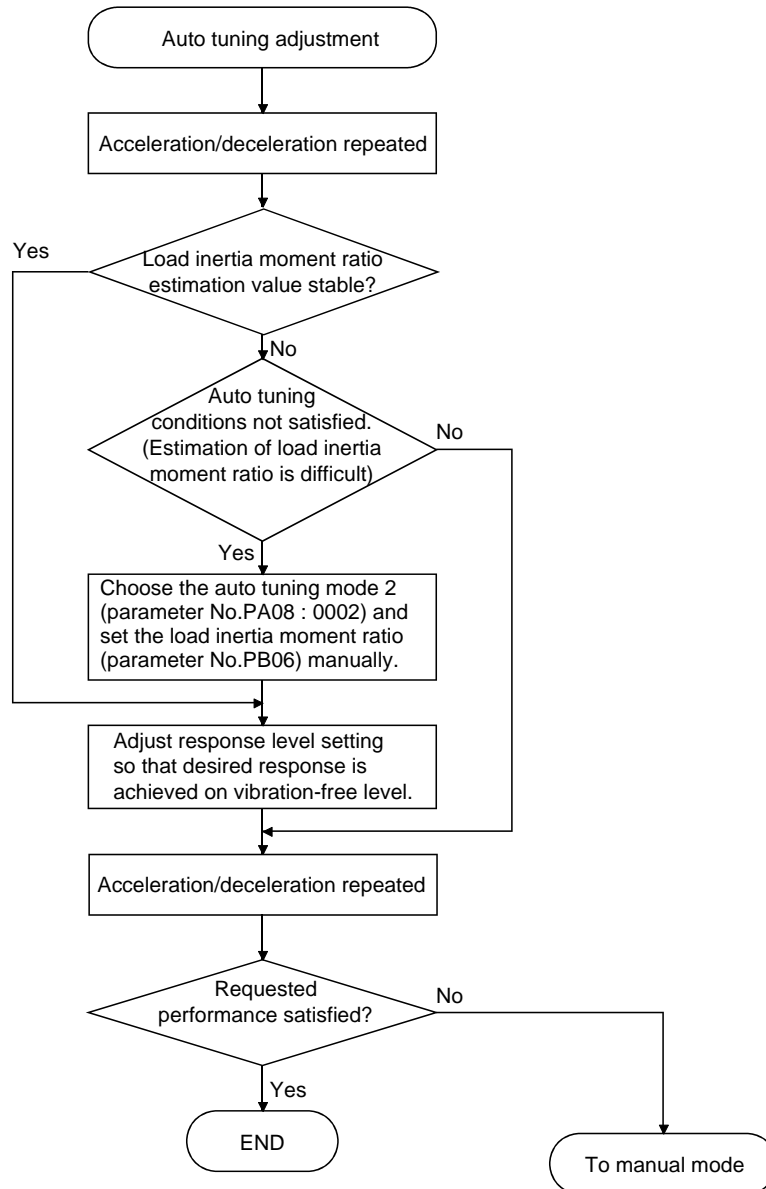 Auto tuning adjustment
Acceleration/deceleration repeated
Yes
Load inertia moment ratio
estimation value stable?
No
Auto tuning
conditions not satisfied.
(Estimation of load inertia
moment ratio is difficult)
No
Yes
Choose the auto tuning mode 2
(parameter No.PA08 : 0002) and
set the load inertia moment ratio
(parameter No.PB06) manually.
Adjust response level setting
so that desired response is
achieved on vibration-free level.
Acceleration/deceleration repeated
Requested
performance satisfied?
No
Yes
END
To manual mode